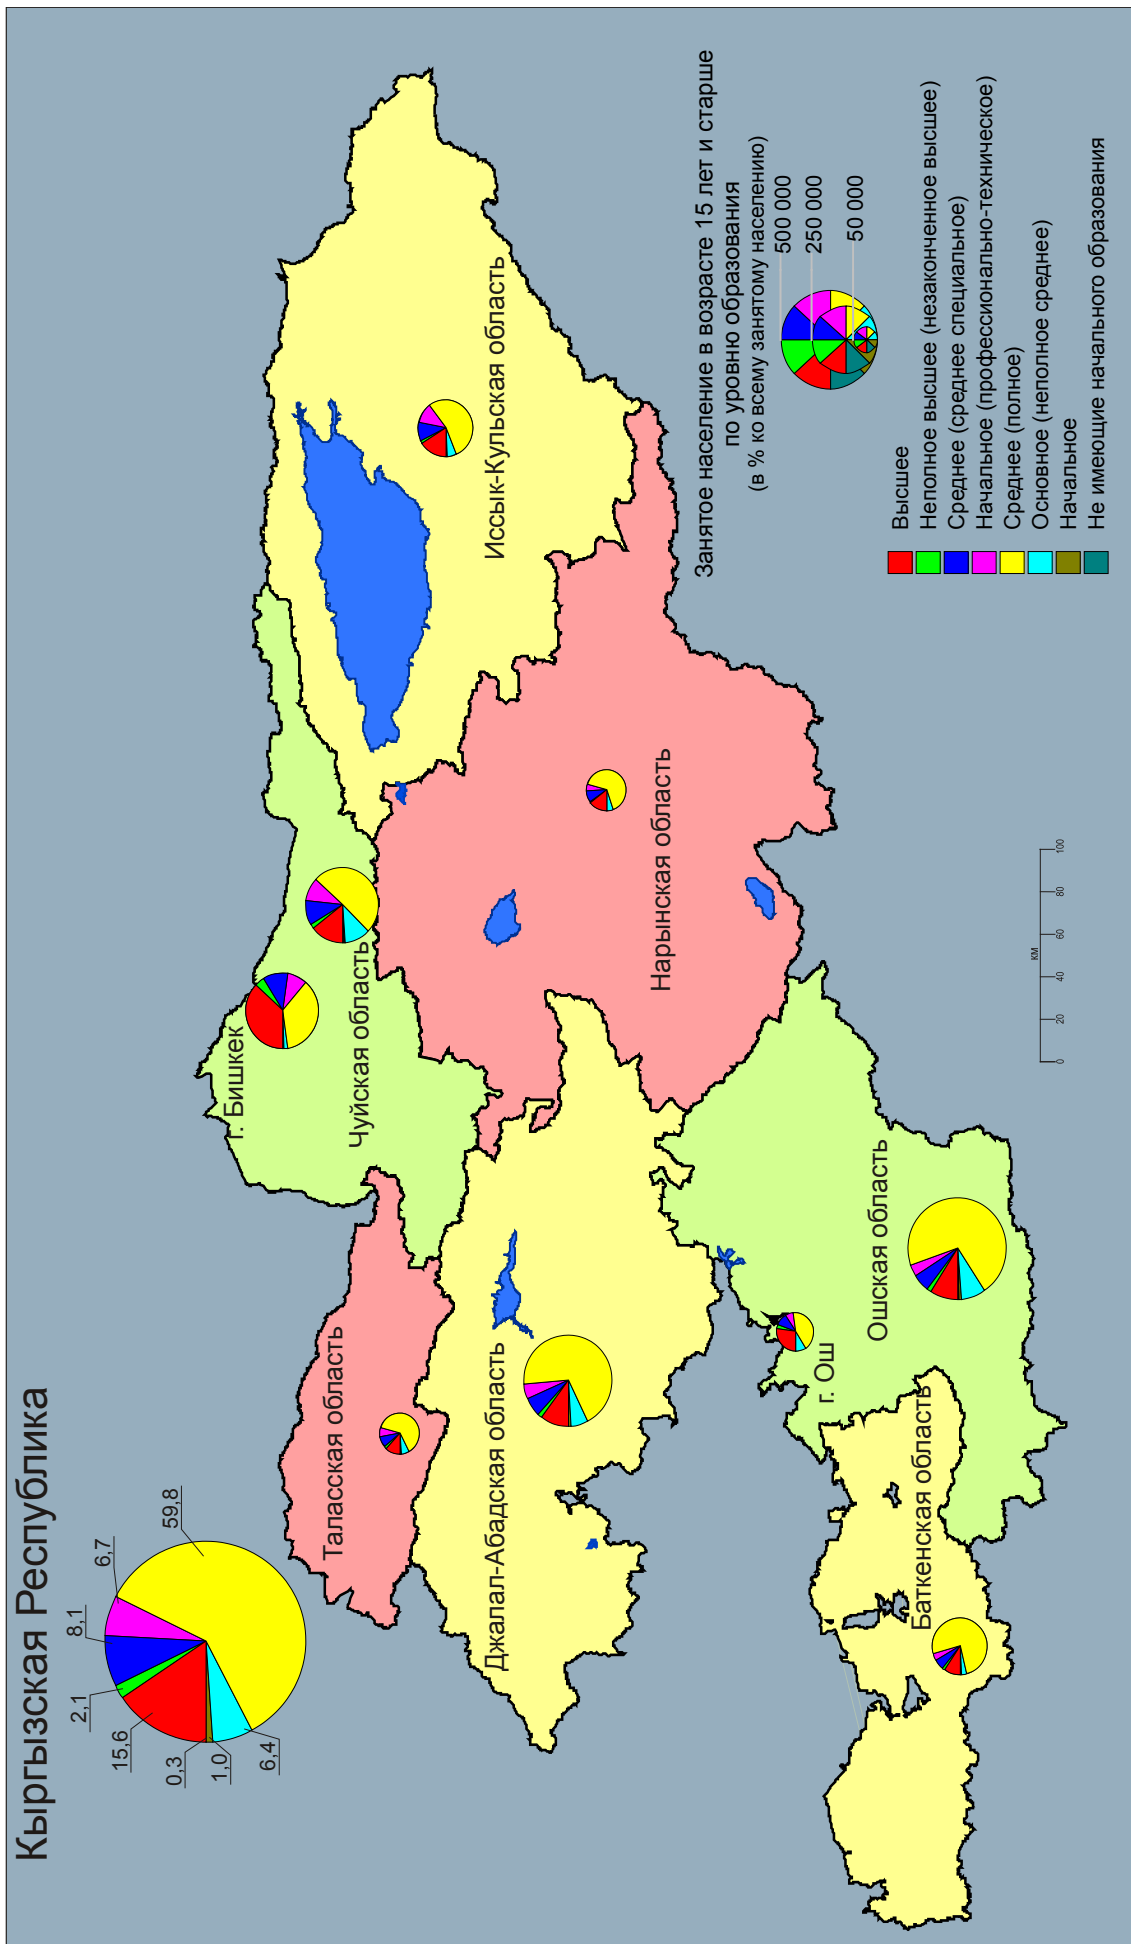 Кыргызская Республика
59,8
6,7
8,1
2,1
15,6
0,3
1,0
6,4
г. Бишкек
Чуйская область
Иссык-Кульская область
Таласская область
Нарынская область
Джалал-Абадская область
Ошская область
г. Ош
Баткенская область
Занятое население в возрасте 15 лет и старше
по уровню образования
(в % ко всему занятому населению)
500 000
250 000
50 000
Высшее
Неполное высшее (незаконченное высшее)
Среднее (среднее специальное)
Начальное (профессионально-техническое)
Среднее (полное)
Основное (неполное среднее)
Начальное
Не имеющие начального образования
км
0 20 40 60 80 100